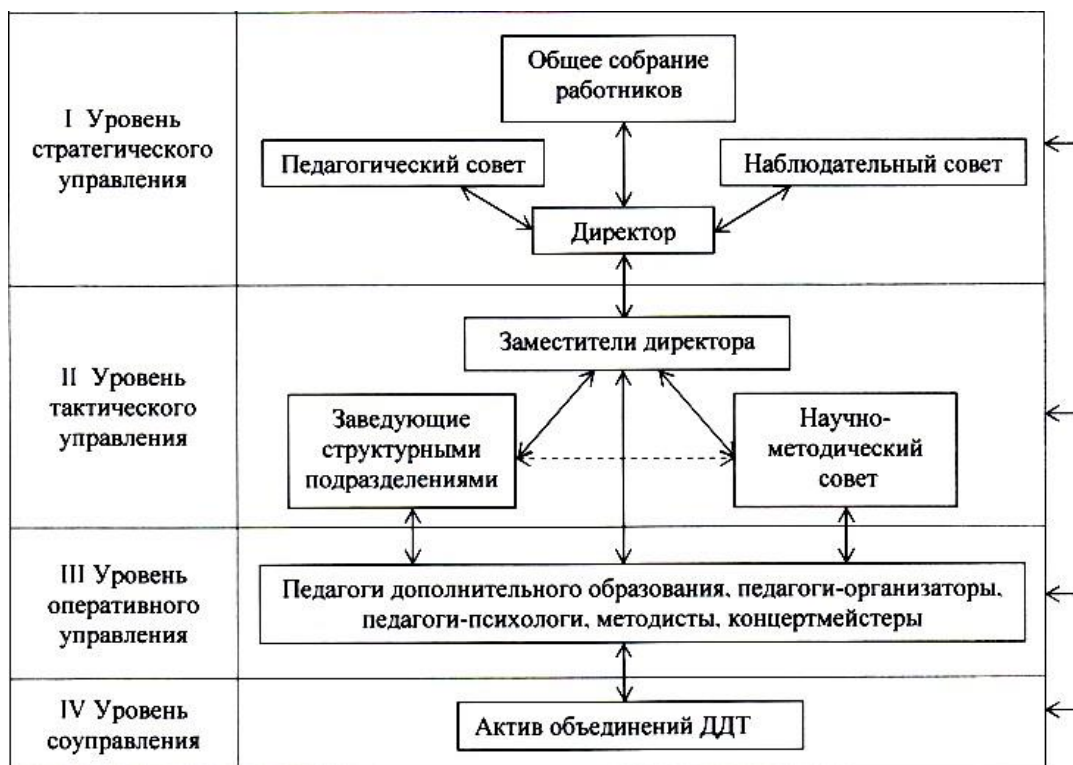 I Уровень
стратегического
управления
Общее собрание
работников
Педагогический совет
Наблюдательный совет
Директор
II Уровень
тактического
управления
Заместители директора
Заведующие
структурными
подразделениями
Научно-
методический
совет
III Уровень
оперативного
управления
Педагоги дополнительного образования, педагоги-организаторы,
педагоги-психологи, методисты, концертмейстеры
IV Уровень
соуправления
Актив объединений ДДТ